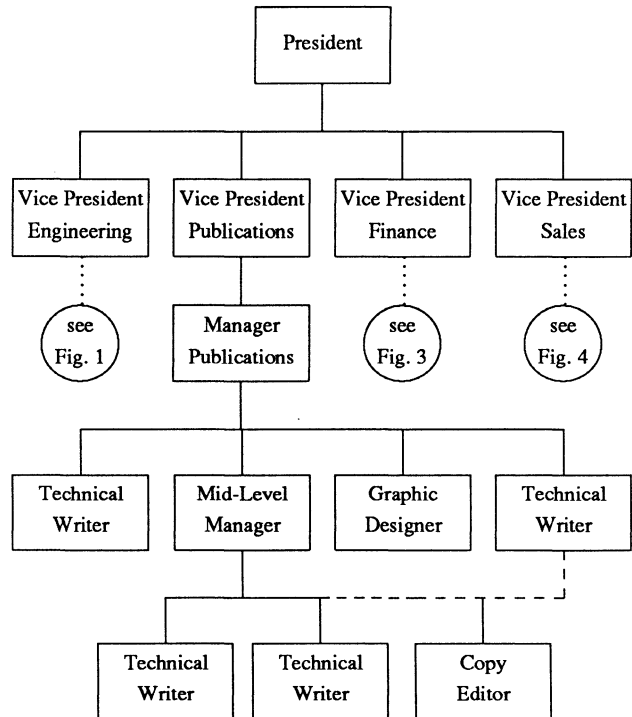 President
Vice President
Engineering
Vice President
Publications
Vice President
Finance
Vice President
Sales
see
Fig. 1
Manager
Publications
see
Fig. 3
see
Fig. 4
Technical
Writer
Mid-Level
Manager
Graphic
Designer
Technical
Writer
Technical
Writer
Technical
Writer
Copy
Editor